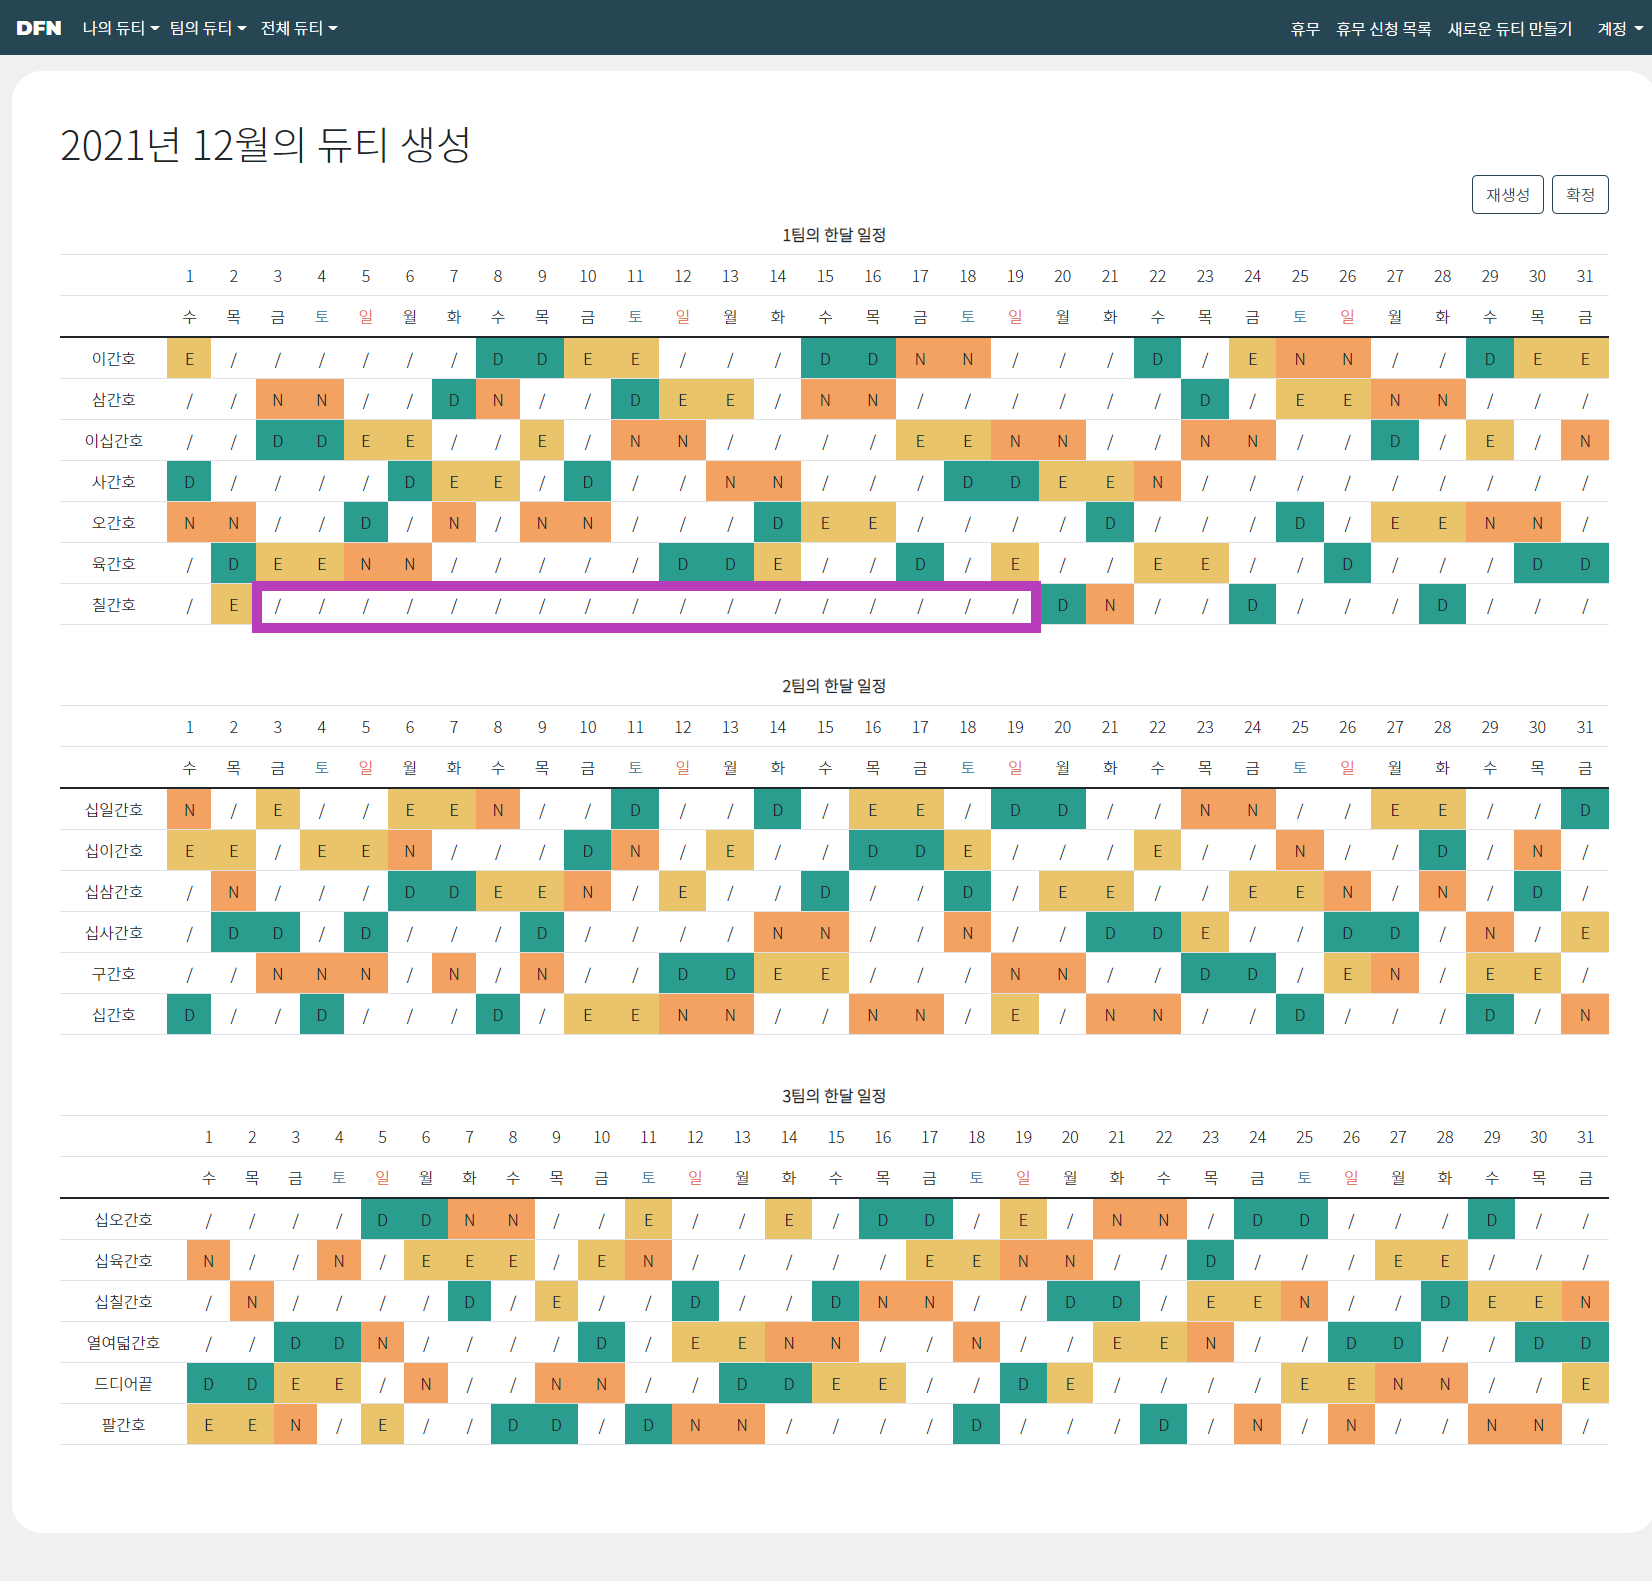 DFN 나의 듀티 팀의 듀티 전체 듀티 휴무 휴무 신청 목록 새로운 듀티 만들기 계정
2021년 12월의 듀티 생성
재생성 확정
1팀의 한달 일정
1 2 3 4 5 6 7 8 9 10 11 12 13 14 15 16 17 18 19 20 21 22 23 24 25 26 27 28 29 30 31
수 목 금 토 일 월 화 수 목 금 토 일 월 화 수 목 금 토 일 월 화 수 목 금 토 일 월 화 수 목 금
이간호 E / / / / / / D D E E / / / D D N N / / / D / E N N / / D E E
삼간호 / / N N / / D N / / D E E / N N / / / / / / D / E E N N / / /
이십간호 / / D D E E / / E / N N / / / / E E N N / / N N / / D / E / N
사간호 D / / / / D E E / D / / N N / / / D D E E N / / / / / / / / /
오간호 N N / / D / N / N N / / / D E E / / / / D / / / D / E E N N /
육간호 / D E E N N / / / / / D D E / / D / E / / E E / / D / / / D D
칠간호 / E / / / / / / / / / / / / / / / / / D N / / D / / / D / / /
2팀의 한달 일정
1 2 3 4 5 6 7 8 9 10 11 12 13 14 15 16 17 18 19 20 21 22 23 24 25 26 27 28 29 30 31
수 목 금 토 일 월 화 수 목 금 토 일 월 화 수 목 금 토 일 월 화 수 목 금 토 일 월 화 수 목 금
십일간호 N / E / / E E N / / D / / D / E E / D D / / N N / / E E / / D
십이간호 E E / E E N / / / D N / E / / D D E / / / E / / N / / D / N /
십삼간호 / N / / / D D E E N / E / / D / / D / E E / / E E N / N / D /
십사간호 / D D / D / / / D / / / / N N / / N / / D D E / / D D / N / E
구간호 / / N N N / N / N / / D D E E / / / N N / / D D / E N / E E /
십간호 D / / D / / / D / E E N N / / N N / E / N N / / D / / / D / N
3팀의 한달 일정
1 2 3 4 5 6 7 8 9 10 11 12 13 14 15 16 17 18 19 20 21 22 23 24 25 26 27 28 29 30 31
수 목 금 토 일 월 화 수 목 금 토 일 월 화 수 목 금 토 일 월 화 수 목 금 토 일 월 화 수 목 금
십오간호 / / / / D D N N / / E / / E / D D / E / N N / D D / / / D / /
십육간호 N / / N / E E E / E N / / / / / E E N N / / D / / / E E / / /
십칠간호 / N / / / / D / E / / D / / D N N / / D D / E E N / / D E E N
열여덟간호 / / D D N / / / / D / E E N N / / N / / E E N / / D D / / D D
드디어끝 D D E E / N / / N N / / D D E E / / D E / / / / E E N N / / E
팔간호 E E N / E / / D D / D N N / / / / D / / / D / N / N / / N N /